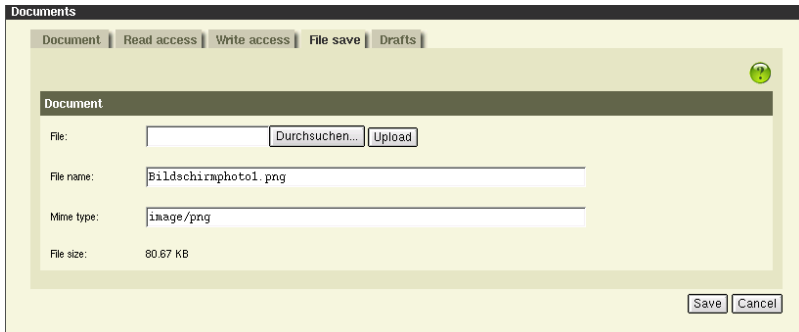 Documents
Document Read access Write access File save Drafts
?
Document
File: Durchsuchen... Upload
File name: Bildschirmphoto1.png
Mime type: image/png
File size: 80.67 KB
Save Cancel